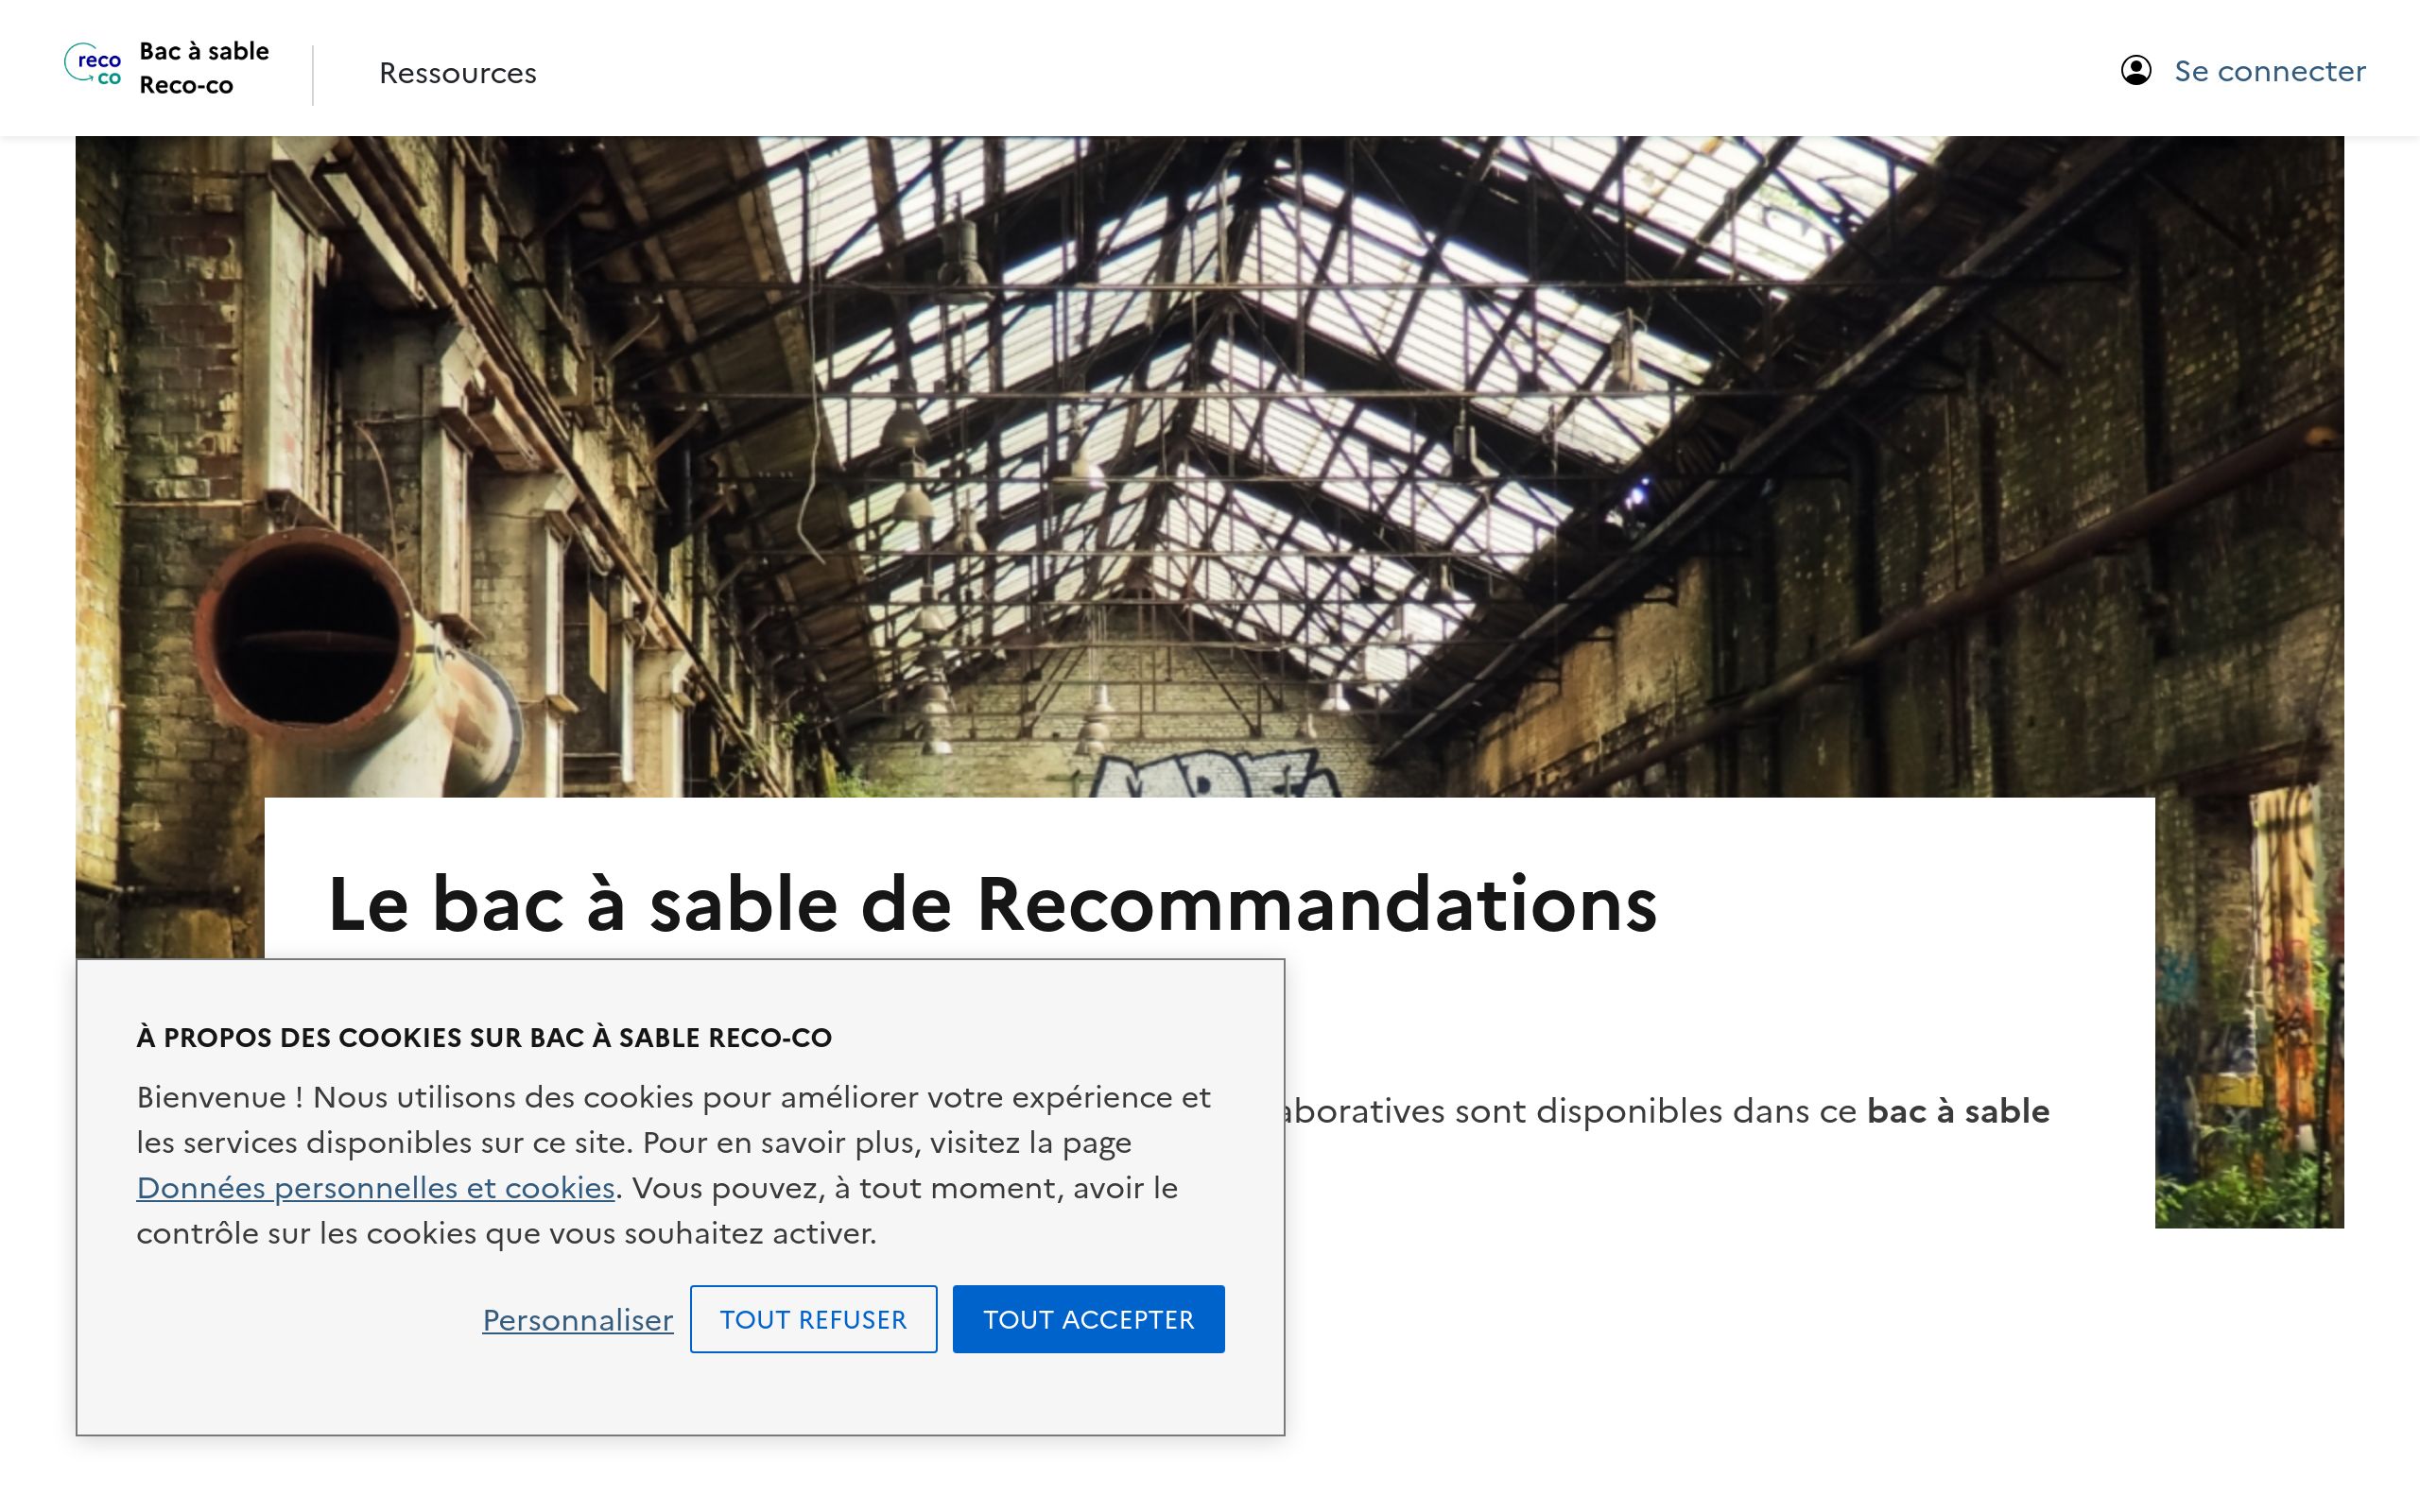 reco
co
Bac à sable
Reco-co
Ressources
Se connecter
Le bac à sable de Recommandations
sont disponibles dans ce bac à sable
À PROPOS DES COOKIES SUR BAC À SABLE RECO-CO
Bienvenue ! Nous utilisons des cookies pour améliorer votre expérience et
les services disponibles sur ce site. Pour en savoir plus, visitez la page
Données personnelles et cookies. Vous pouvez, à tout moment, avoir le
contrôle sur les cookies que vous souhaitez activer.
Personnaliser
TOUT REFUSER
TOUT ACCEPTER